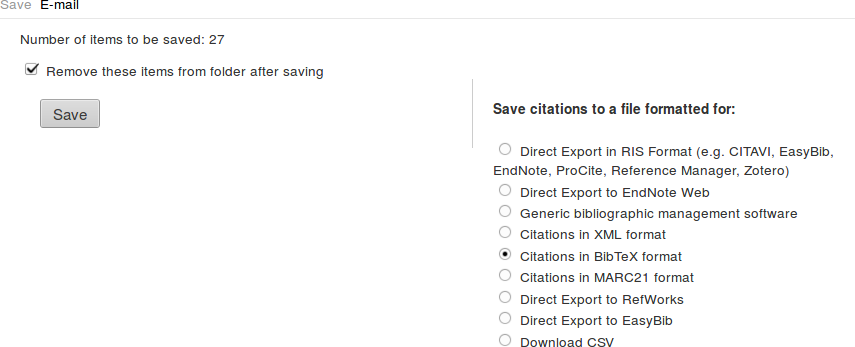 Save E-mail
Number of items to be saved: 27
Remove these items from folder after saving
Save
Save citations to a file formatted for:
Direct Export in RIS Format (e.g. CITAVI, EasyBib,
EndNote, ProCite, Reference Manager, Zotero)
Direct Export to EndNote Web
Generic bibliographic management software
Citations in XML format
Citations in BibTeX format
Citations in MARC21 format
Direct Export to RefWorks
Direct Export to EasyBib
Download CSV